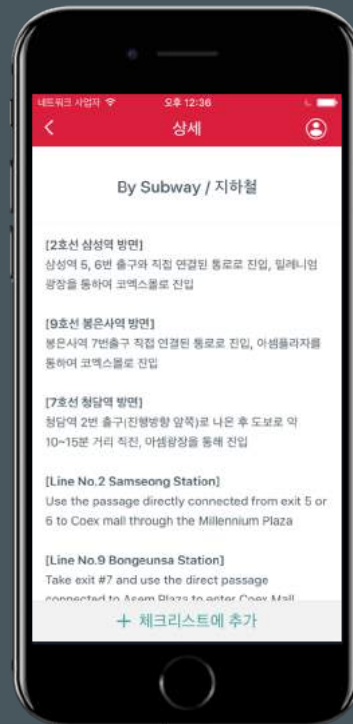 네트워크 사업자 오후 12:36
상세
By Subway / 지하철
[2호선 삼성역 방면]
삼성역 5, 6번 출구와 직접 연결된 통로로 진입, 밀레니엄
광장을 통하여 코엑스몰로 진입
[9호선 봉은사역 방면]
봉은사역 7번출구 직접 연결된 통로로 진입, 아셈플라자를
통하여 코엑스몰로 진입
[7호선 청담역 방면]
청담역 2번 출구(진행방향 앞쪽)로 나온 후 도보로 약
10~15분 거리 직진, 아셈광장을 통해 진입
[Line No.2 Samseong Station]
Use the passage directly connected from exit 5 or
6 to Coex mall through the Millennium Plaza
[Line No.9 Bongeunsa Station]
Take exit #7 and use the direct passage
connected to Asem Plaza to enter Coex Mall
+ 체크리스트에 추가